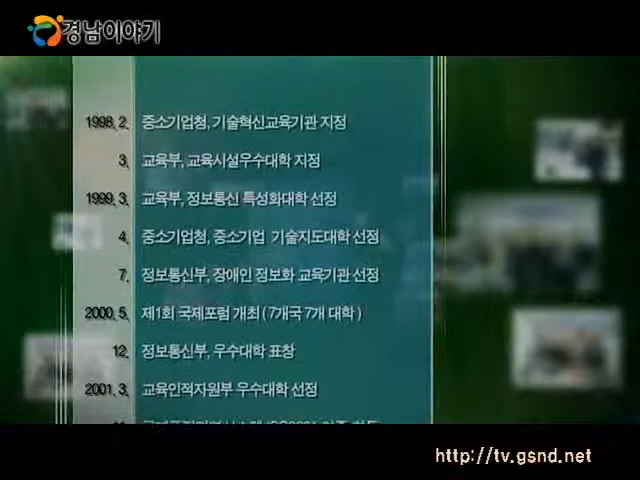 경남이야기
1998. 2. 중소기업청, 기술혁신교육기관 지정
3. 교육부, 교육시설우수대학 지정
1999. 3. 교육부, 정보통신 특성화대학 선정
4. 중소기업청, 중소기업 기술지도대학 선정
7. 정보통신부, 장애인 정보화 교육기관 선정
2000. 5. 제1회 국제포럼 개최 ( 7개국 7개 대학 )
12. 정보통신부, 우수대학 표창
2001. 3. 교육인적자원부 우수대학 선정
http://tv.gsnd.net